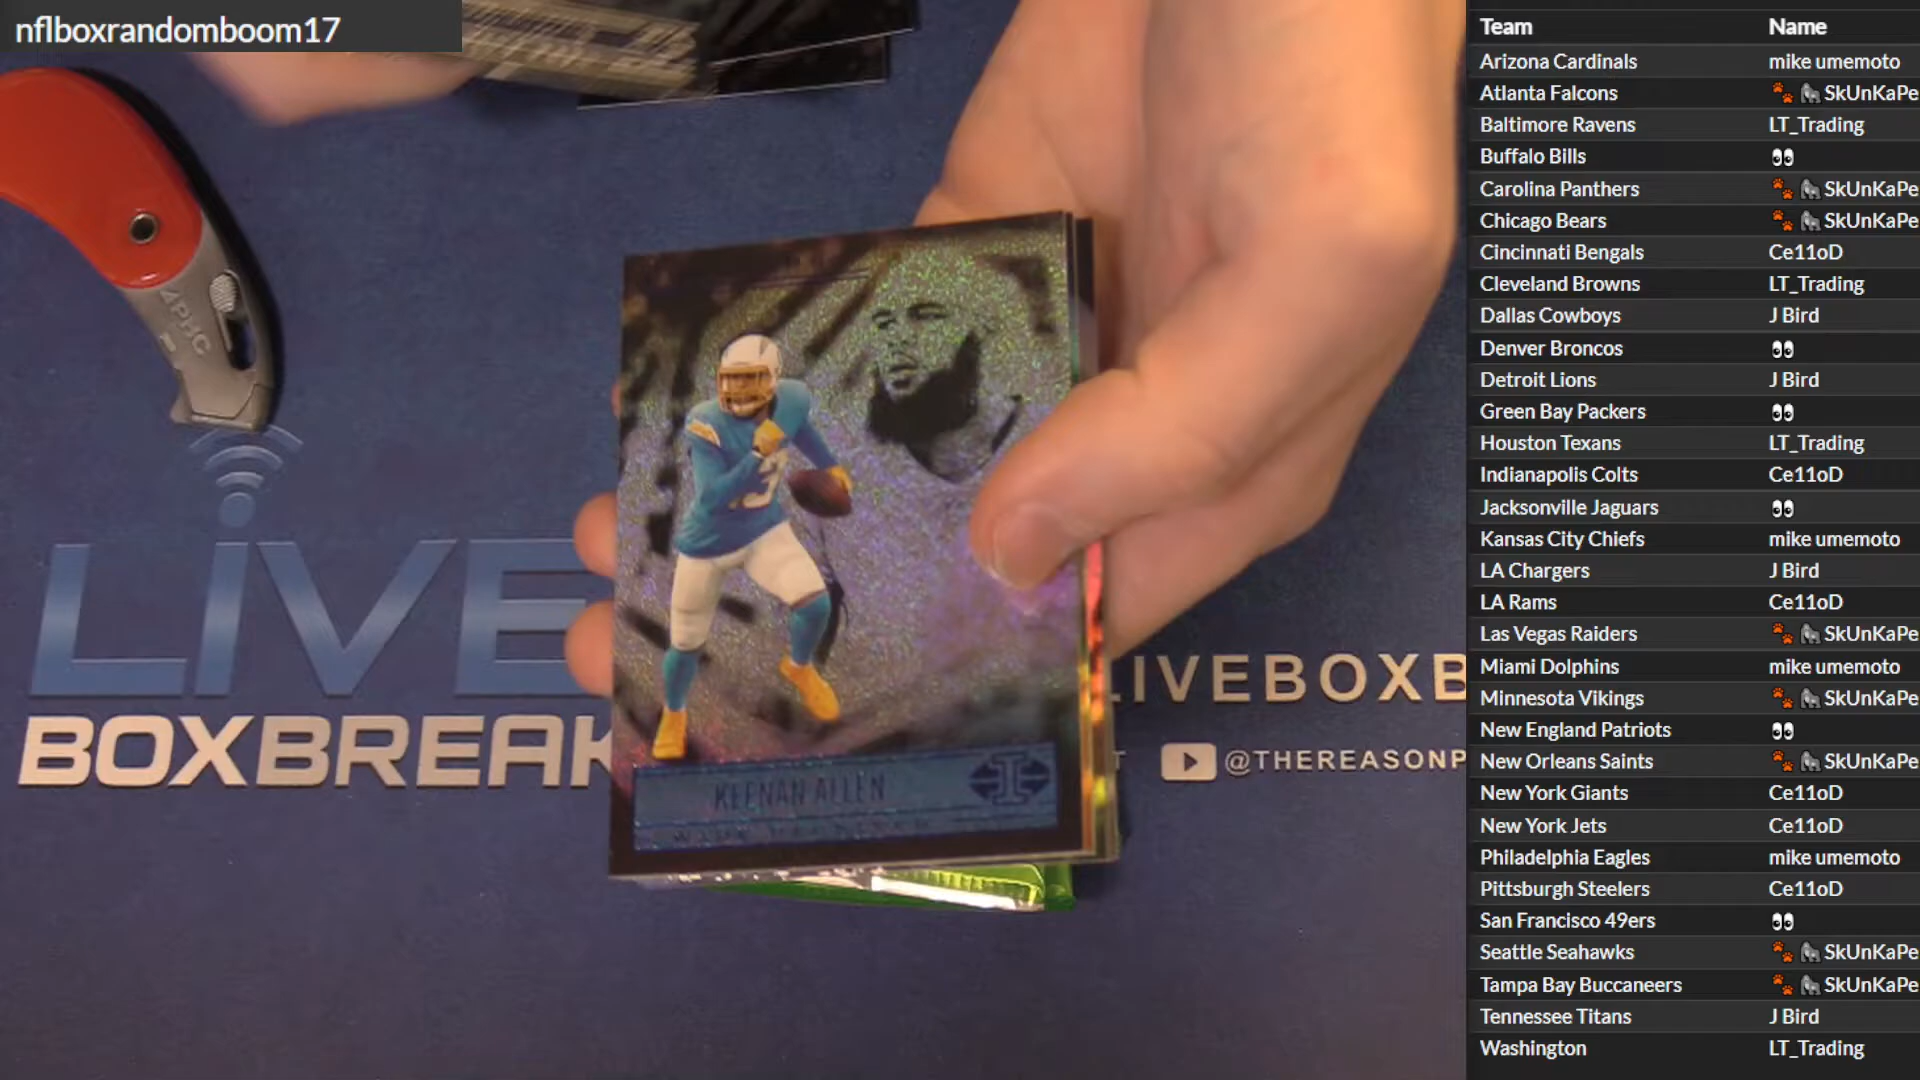 nflboxrandomboom17
Team Name
Arizona Cardinals mike umemoto
Atlanta Falcons 🐾 🦍 SkUnKaPe
Baltimore Ravens LT_Trading
Buffalo Bills 👀
Carolina Panthers 🐾 🦍 SkUnKaPe
Chicago Bears 🐾 🦍 SkUnKaPe
Cincinnati Bengals Ce11oD
Cleveland Browns LT_Trading
Dallas Cowboys J Bird
Denver Broncos 👀
Detroit Lions J Bird
Green Bay Packers 👀
Houston Texans LT_Trading
Indianapolis Colts Ce11oD
Jacksonville Jaguars 👀
Kansas City Chiefs mike umemoto
LA Chargers J Bird
LA Rams Ce11oD
Las Vegas Raiders 🐾 🦍 SkUnKaPe
Miami Dolphins mike umemoto
Minnesota Vikings 🐾 🦍 SkUnKaPe
New England Patriots 👀
New Orleans Saints 🐾 🦍 SkUnKaPe
New York Giants Ce11oD
New York Jets Ce11oD
Philadelphia Eagles mike umemoto
Pittsburgh Steelers Ce11oD
San Francisco 49ers 👀
Seattle Seahawks 🐾 🦍 SkUnKaPe
Tampa Bay Buccaneers 🐾 🦍 SkUnKaPe
Tennessee Titans J Bird
Washington LT_Trading
APHC
LIVE
BOXBREAK
LIVEBOXB
@THEREASONP
13
KEENAN ALLEN
I